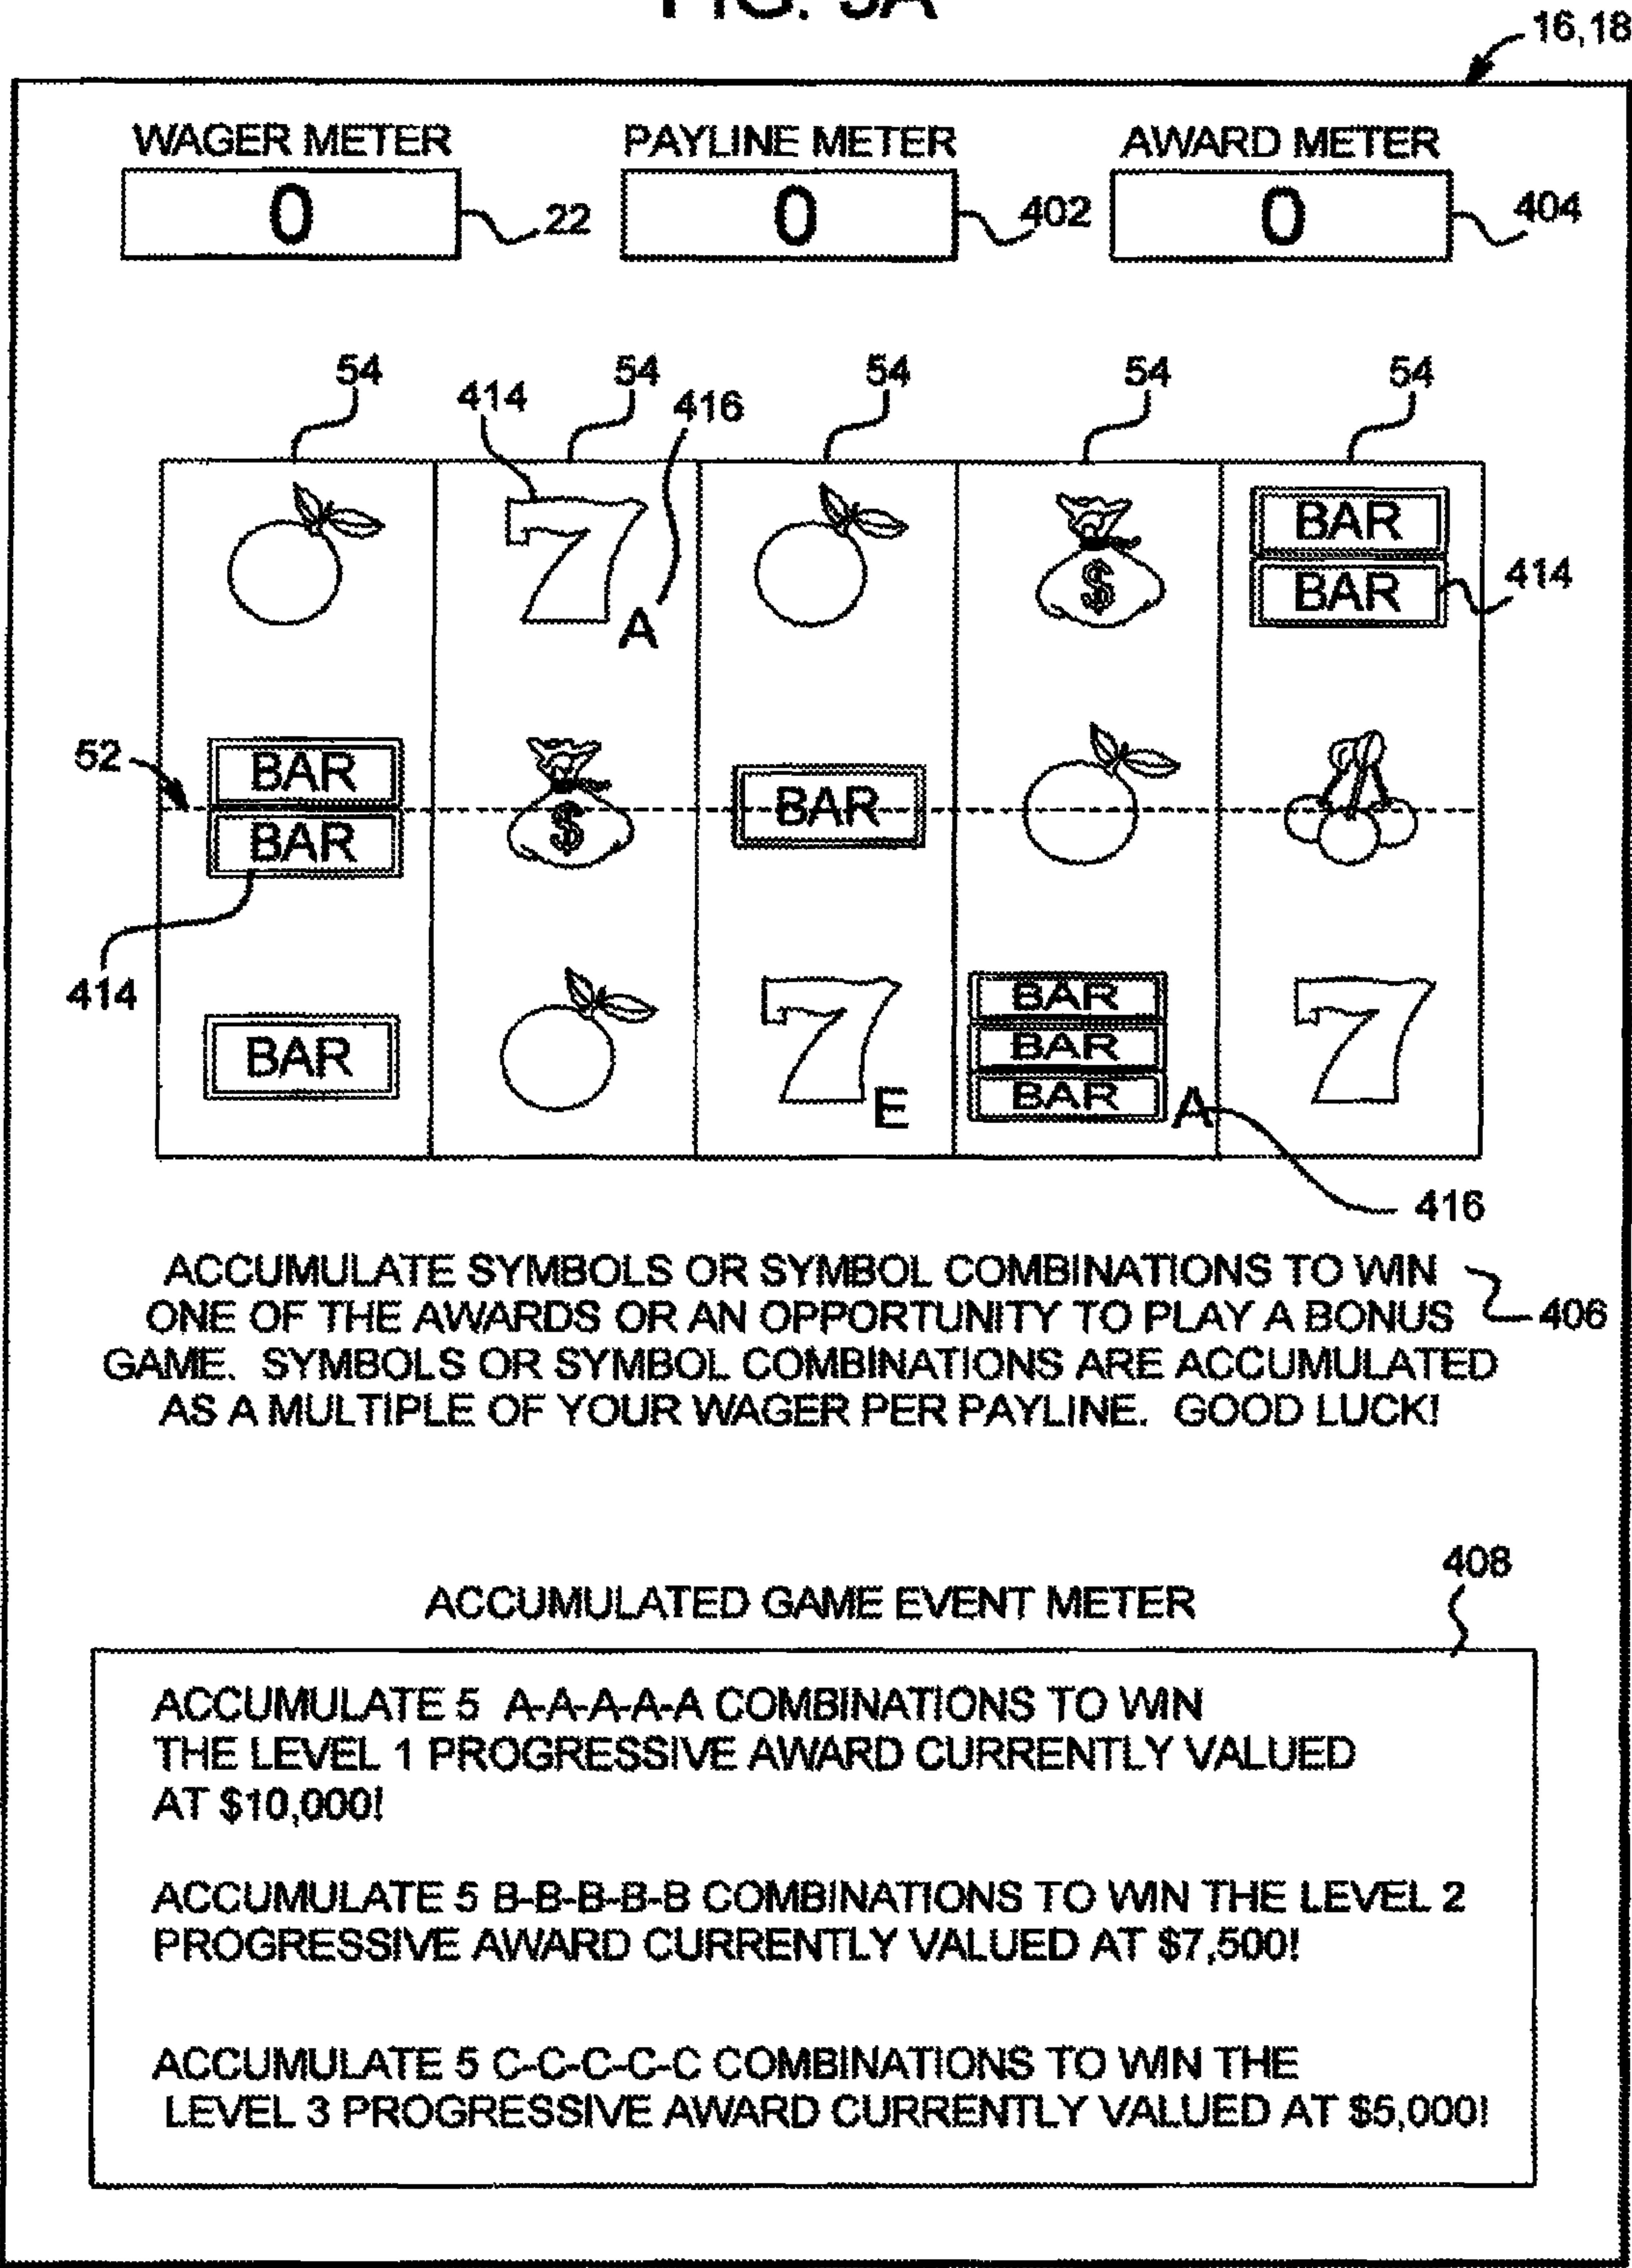 16,18
WAGER METER PAYLINE METER AWARD METER
0 22 0 402 0 404
54 414 54 416 54 54 54
7 A $ BAR
BAR 414
52 BAR $ BAR
BAR
414
BAR 7 E BAR A 7
BAR
BAR
416
ACCUMULATE SYMBOLS OR SYMBOL COMBINATIONS TO WIN
ONE OF THE AWARDS OR AN OPPORTUNITY TO PLAY A BONUS 406
GAME. SYMBOLS OR SYMBOL COMBINATIONS ARE ACCUMULATED
AS A MULTIPLE OF YOUR WAGER PER PAYLINE. GOOD LUCK!
408
ACCUMULATED GAME EVENT METER
ACCUMULATE 5 A-A-A-A-A COMBINATIONS TO WIN
THE LEVEL 1 PROGRESSIVE AWARD CURRENTLY VALUED
AT $10,000!
ACCUMULATE 5 B-B-B-B-B COMBINATIONS TO WIN THE LEVEL 2
PROGRESSIVE AWARD CURRENTLY VALUED AT $7,500!
ACCUMULATE 5 C-C-C-C-C COMBINATIONS TO WIN THE
LEVEL 3 PROGRESSIVE AWARD CURRENTLY VALUED AT $5,000!